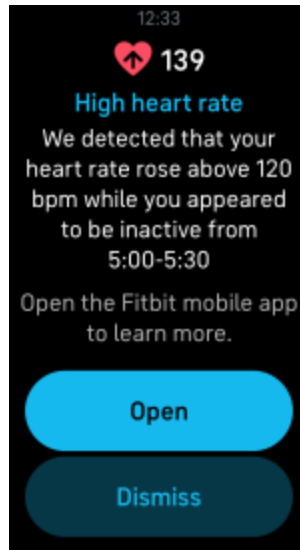 12:33
139
High heart rate
We detected that your
heart rate rose above 120
bpm while you appeared
to be inactive from
5:00-5:30
Open the Fitbit mobile app
to learn more.
Open
Dismiss